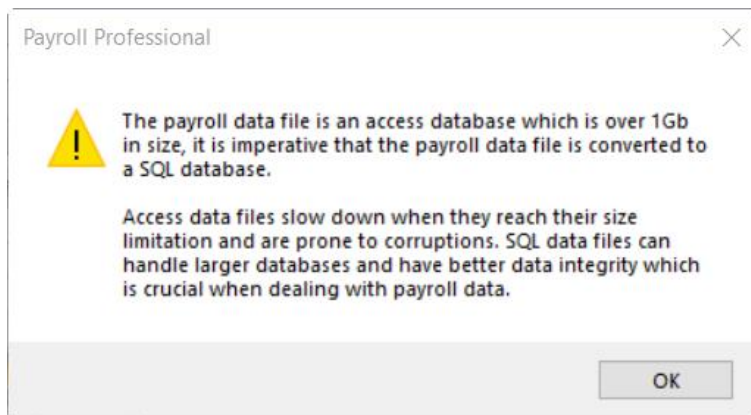 Payroll Professional
The payroll data file is an access database which is over 1Gb
in size, it is imperative that the payroll data file is converted to
a SQL database.
Access data files slow down when they reach their size
limitation and are prone to corruptions. SQL data files can
handle larger databases and have better data integrity which
is crucial when dealing with payroll data.
OK